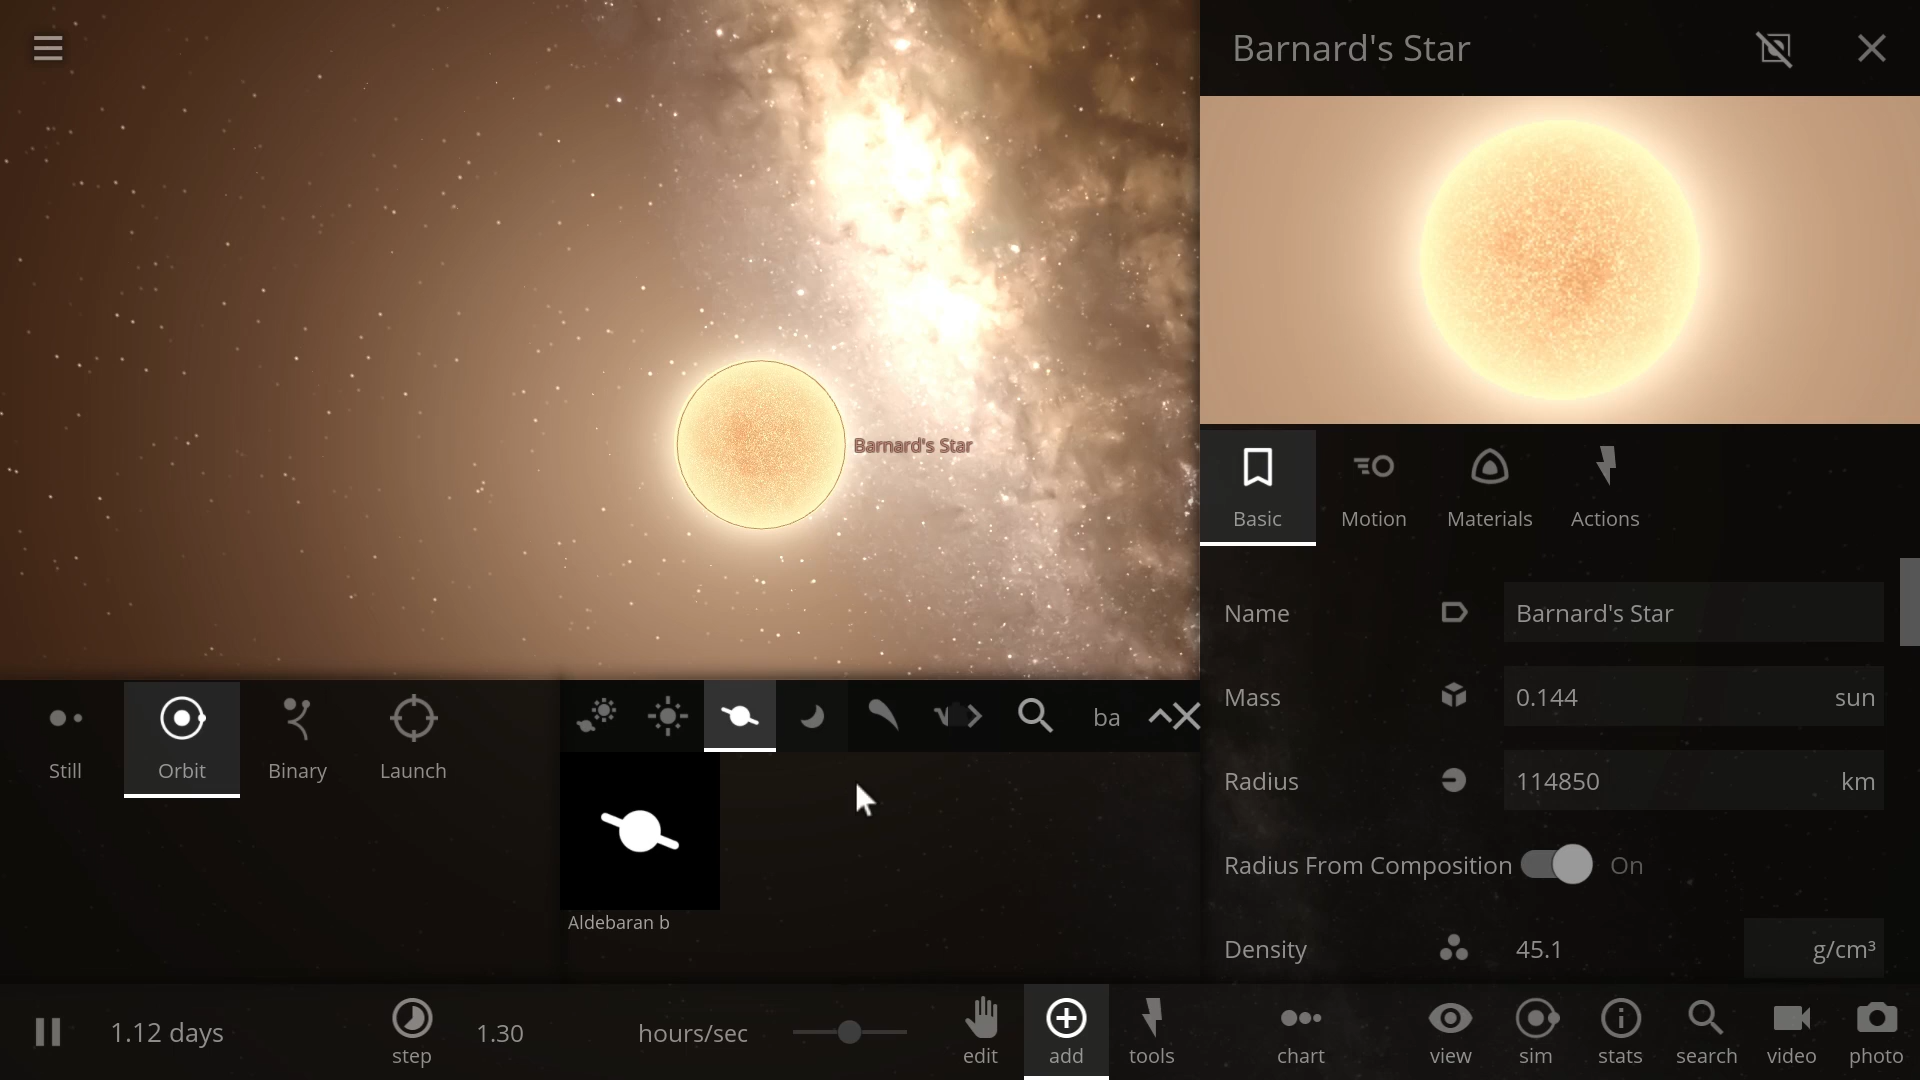 Barnard's Star
Barnard's Star
Basic
Motion
Materials
Actions
Name
Barnard's Star
Mass
0.144
sun
Radius
114850
km
Radius From Composition
On
Density
45.1
g/cm³
Still
Orbit
Binary
Launch
ba
Aldebaran b
1.12 days
step
1.30
hours/sec
edit
add
tools
chart
view
sim
stats
search
video
photo